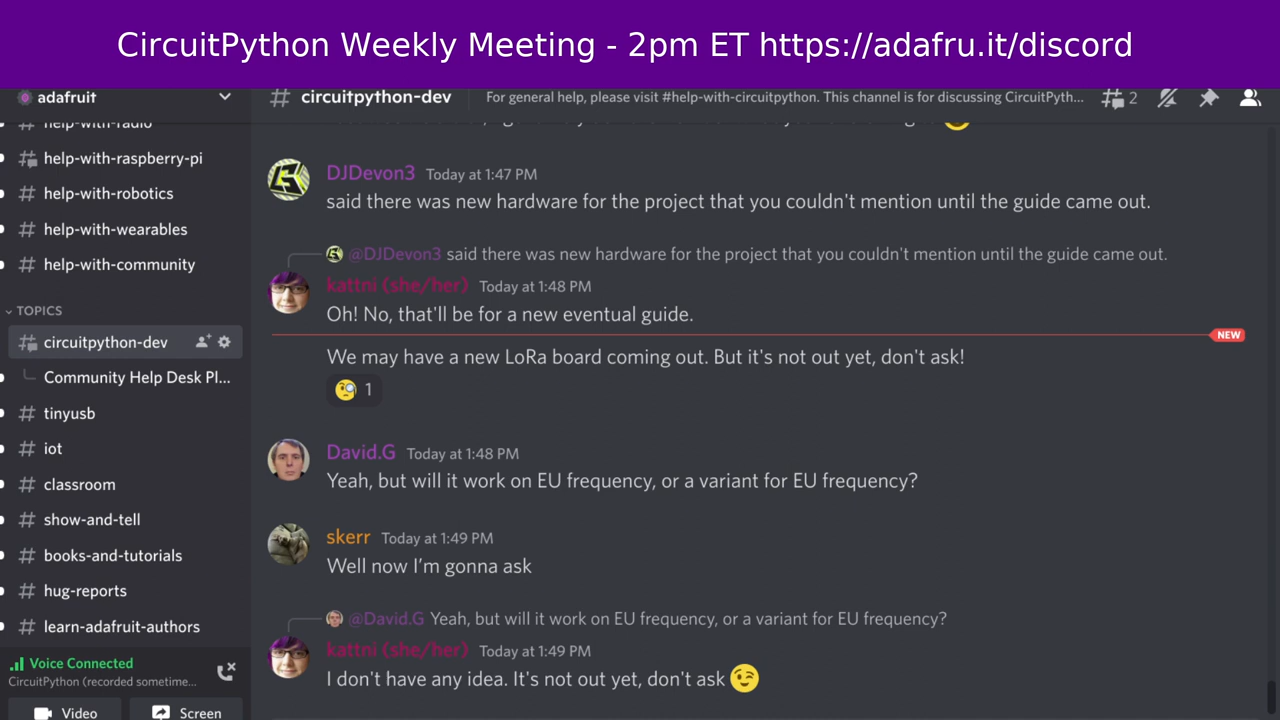 CircuitPython Weekly Meeting - 2pm ET https://adafru.it/discord
adafruit
help-with-radio
help-with-raspberry-pi
help-with-robotics
help-with-wearables
help-with-community
TOPICS
circuitpython-dev
Community Help Desk Pl...
tinyusb
iot
classroom
show-and-tell
books-and-tutorials
hug-reports
learn-adafruit-authors
Voice Connected
CircuitPython (recorded sometime...
Video Screen
# circuitpython-dev For general help, please visit #help-with-circuitpython. This channel is for discussing CircuitPyth... 2
DJDevon3 Today at 1:47 PM
said there was new hardware for the project that you couldn't mention until the guide came out.
@DJDevon3 said there was new hardware for the project that you couldn't mention until the guide came out.
kattni (she/her) Today at 1:48 PM
Oh! No, that'll be for a new eventual guide.
NEW
We may have a new LoRa board coming out. But it's not out yet, don't ask!
🧐 1
David.G Today at 1:48 PM
Yeah, but will it work on EU frequency, or a variant for EU frequency?
skerr Today at 1:49 PM
Well now I'm gonna ask
@David.G Yeah, but will it work on EU frequency, or a variant for EU frequency?
kattni (she/her) Today at 1:49 PM
I don't have any idea. It's not out yet, don't ask 😉